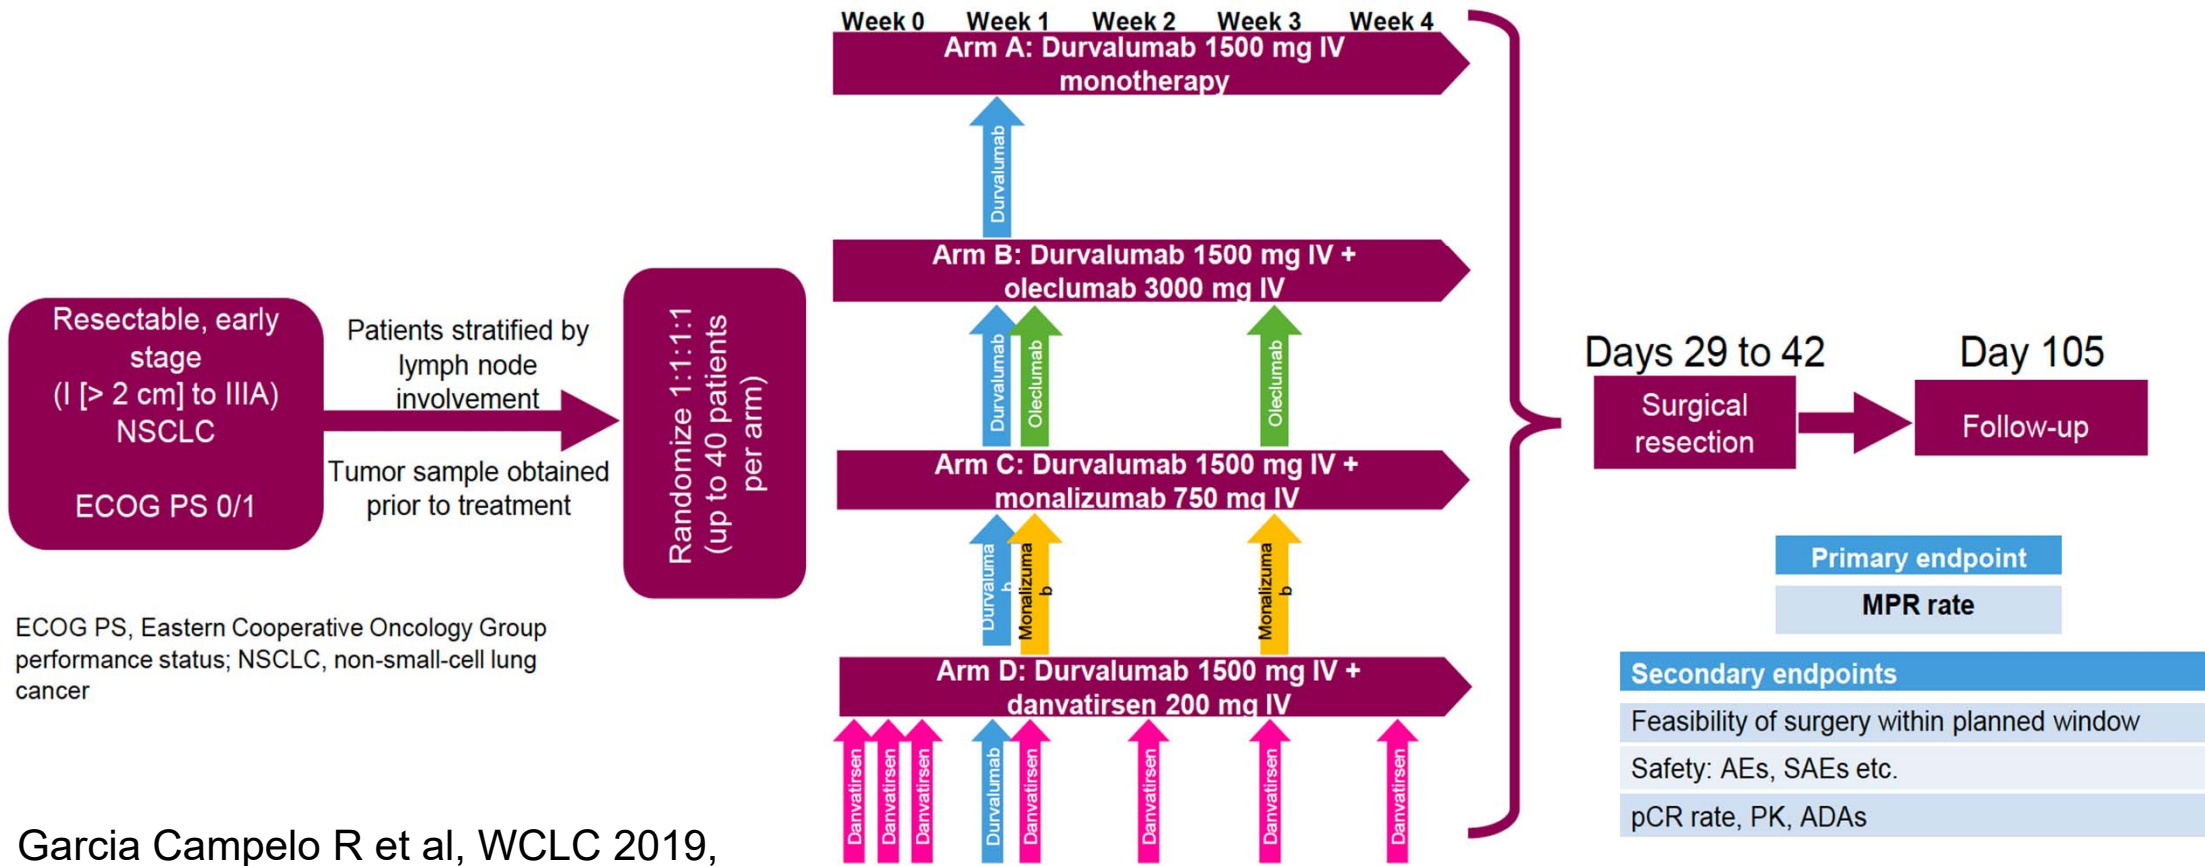 Resectable, early
stage
(I [> 2 cm] to IIIA)
NSCLC
ECOG PS 0/1
Patients stratified by
lymph node
involvement
Tumor sample obtained
prior to treatment
Randomize 1:1:1:1
(up to 40 patients
per arm)
Week 0 Week 1 Week 2 Week 3 Week 4
Arm A: Durvalumab 1500 mg IV
monotherapy
Durvalumab
Arm B: Durvalumab 1500 mg IV +
oleclumab 3000 mg IV
Durvalumab
Oleclumab
Oleclumab
Arm C: Durvalumab 1500 mg IV +
monalizumab 750 mg IV
Durvaluma
b
Monalizuma
b
Monalizuma
b
Arm D: Durvalumab 1500 mg IV +
danvatirsen 200 mg IV
Danvatirsen
Danvatirsen
Danvatirsen
Durvalumab
Danvatirsen
Danvatirsen
Danvatirsen
Danvatirsen
Days 29 to 42
Surgical
resection
Day 105
Follow-up
Primary endpoint
MPR rate
Secondary endpoints
Feasibility of surgery within planned window
Safety: AEs, SAEs etc.
pCR rate, PK, ADAs
ECOG PS, Eastern Cooperative Oncology Group
performance status; NSCLC, non-small-cell lung
cancer
Garcia Campelo R et al, WCLC 2019,